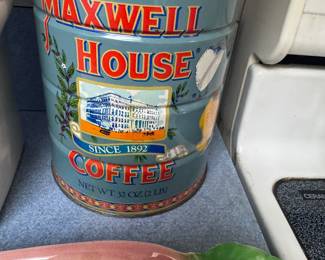 MAXWELL
HOUSE
SINCE 1892
COFFEE
NET WT 32 OZ (2 LB)